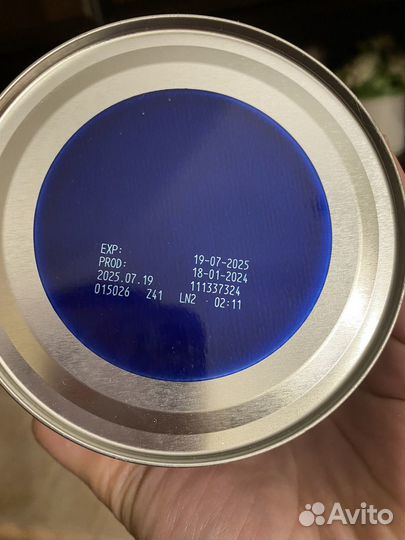 EXP: 19-07-2025
PROD: 18-01-2024
2025.07.19 111337324
015026 Z41 LN2 · 02:11
Avito